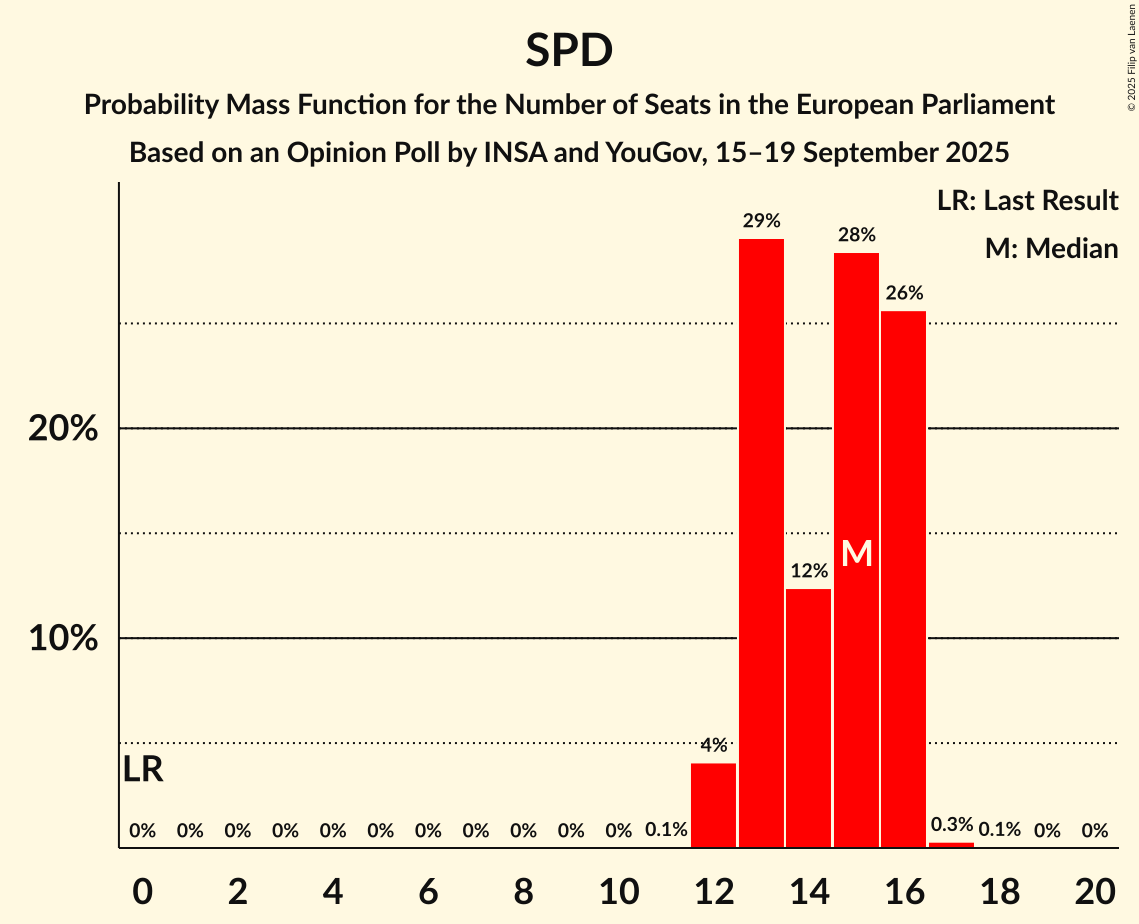 SPD
Probability Mass Function for the Number of Seats in the European Parliament
Based on an Opinion Poll by INSA and YouGov, 15–19 September 2025
© 2025 Filip van Laenen
LR: Last Result
M: Median
29%
28%
26%
20%
M
12%
10%
4%
LR
0% 0% 0% 0% 0% 0% 0% 0% 0% 0% 0% 0.1% 0.3% 0.1% 0% 0%
0 2 4 6 8 10 12 14 16 18 20